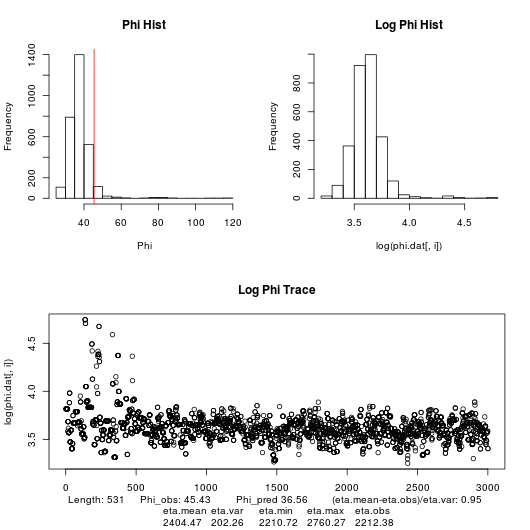 Phi Hist
Log Phi Hist
Frequency
0 200 600 1000 1400
40 60 80 100 120
Phi
Frequency
0 200 400 600 800
3.5 4.0 4.5
log(phi.dat[, i])
Log Phi Trace
log(phi.dat[, i])
3.5 4.0 4.5
0 500 1000 1500 2000 2500 3000
Length: 531 Phi_obs: 45.43 Phi_pred 36.56 (eta.mean-eta.obs)/eta.var: 0.95
eta.mean eta.var eta.min eta.max eta.obs
2404.47 202.26 2210.72 2760.27 2212.38